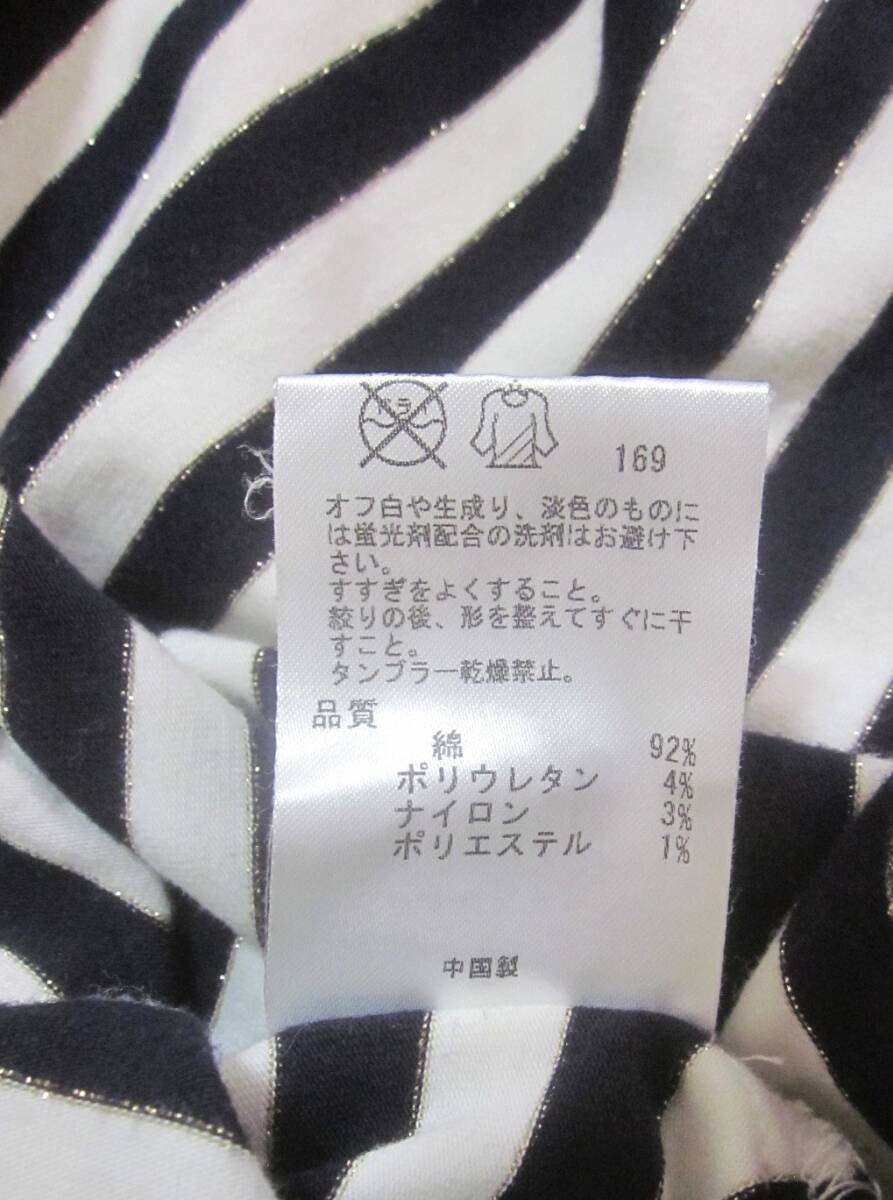 ドライ
169
オフ白や生成り、淡色のものに
は蛍光剤配合の洗剤はお避け下
さい。
すすぎをよくすること。
絞りの後、形を整えてすぐに干
すこと。
タンブラー乾燥禁止。
品質
綿 92%
ポリウレタン 4%
ナイロン 3%
ポリエステル 1%
中国製